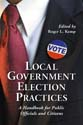 Edited by
Roger L. Kemp
VOTE
LOCAL
GOVERNMENT
ELECTION
PRACTICES
A Handbook for Public
Officials and Citizens